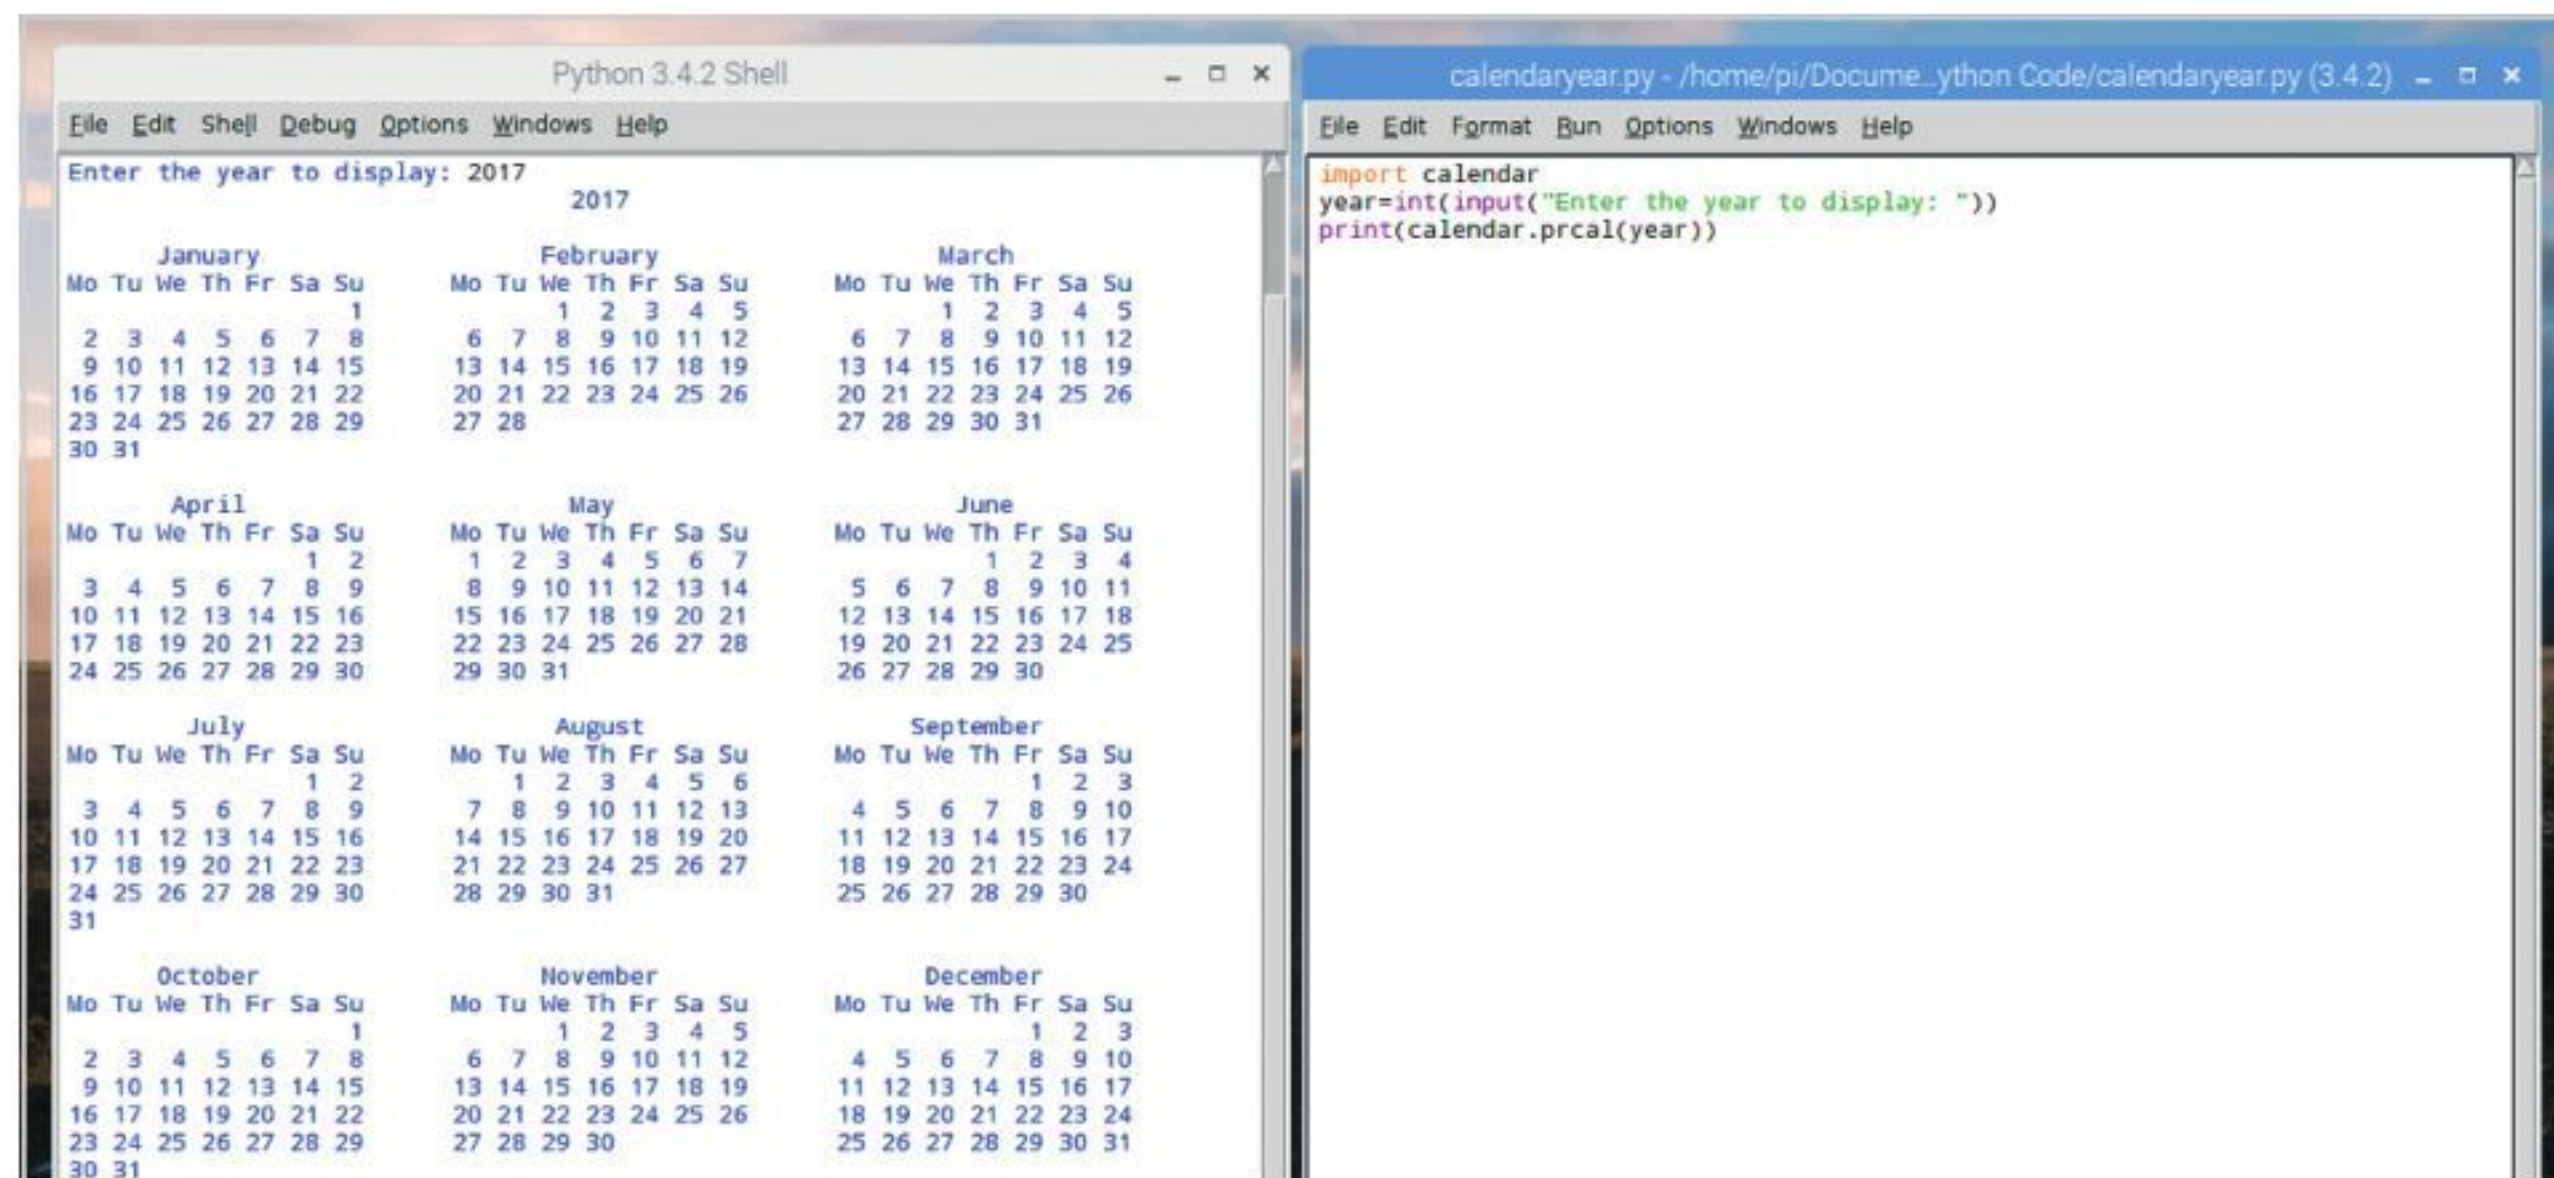 Python 3.4.2 Shell
File Edit Shell Debug Options Windows Help
Enter the year to display: 2017
2017
January February March
Mo Tu We Th Fr Sa Su Mo Tu We Th Fr Sa Su Mo Tu We Th Fr Sa Su
1 1 2 3 4 5 1 2 3 4 5
2 3 4 5 6 7 8 6 7 8 9 10 11 12 6 7 8 9 10 11 12
9 10 11 12 13 14 15 13 14 15 16 17 18 19 13 14 15 16 17 18 19
16 17 18 19 20 21 22 20 21 22 23 24 25 26 20 21 22 23 24 25 26
23 24 25 26 27 28 29 27 28 27 28 29 30 31
30 31
April May June
Mo Tu We Th Fr Sa Su Mo Tu We Th Fr Sa Su Mo Tu We Th Fr Sa Su
1 2 1 2 3 4 5 6 7 1 2 3 4
3 4 5 6 7 8 9 8 9 10 11 12 13 14 5 6 7 8 9 10 11
10 11 12 13 14 15 16 15 16 17 18 19 20 21 12 13 14 15 16 17 18
17 18 19 20 21 22 23 22 23 24 25 26 27 28 19 20 21 22 23 24 25
24 25 26 27 28 29 30 29 30 31 26 27 28 29 30
July August September
Mo Tu We Th Fr Sa Su Mo Tu We Th Fr Sa Su Mo Tu We Th Fr Sa Su
1 2 1 2 3 4 5 6 1 2 3
3 4 5 6 7 8 9 7 8 9 10 11 12 13 4 5 6 7 8 9 10
10 11 12 13 14 15 16 14 15 16 17 18 19 20 11 12 13 14 15 16 17
17 18 19 20 21 22 23 21 22 23 24 25 26 27 18 19 20 21 22 23 24
24 25 26 27 28 29 30 28 29 30 31 25 26 27 28 29 30
31
October November December
Mo Tu We Th Fr Sa Su Mo Tu We Th Fr Sa Su Mo Tu We Th Fr Sa Su
1 1 2 3 4 5 1 2 3
2 3 4 5 6 7 8 6 7 8 9 10 11 12 4 5 6 7 8 9 10
9 10 11 12 13 14 15 13 14 15 16 17 18 19 11 12 13 14 15 16 17
16 17 18 19 20 21 22 20 21 22 23 24 25 26 18 19 20 21 22 23 24
23 24 25 26 27 28 29 27 28 29 30 25 26 27 28 29 30 31
30 31
calendaryear.py - /home/pi/Docume...ython Code/calendaryear.py (3.4.2)
File Edit Format Run Options Windows Help
import calendar
year=int(input("Enter the year to display: "))
print(calendar.prcal(year))